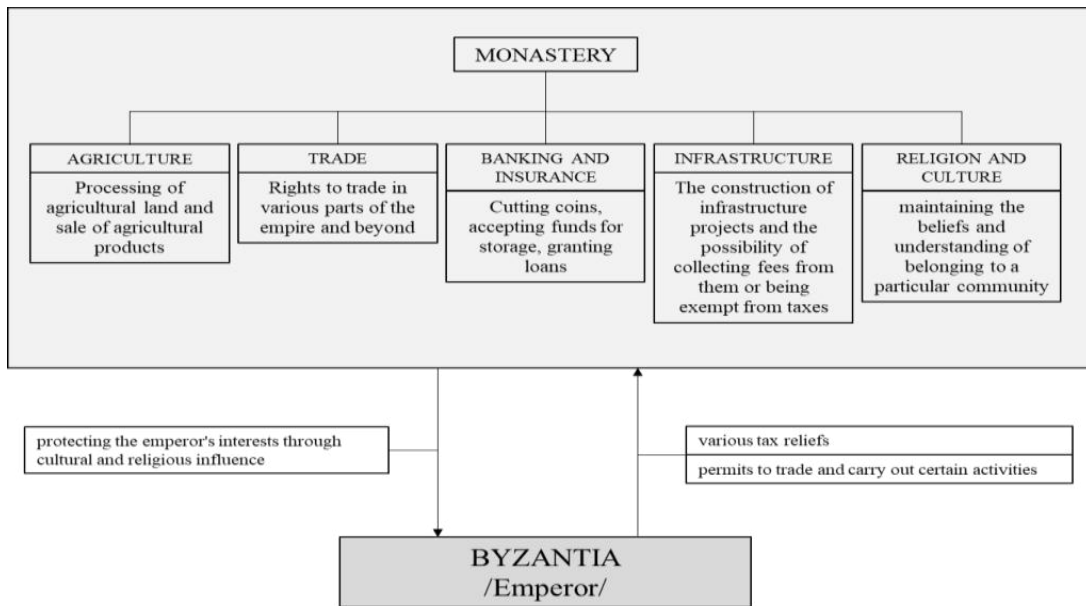 MONASTERY
AGRICULTURE
Processing of
agricultural land and
sale of agricultural
products
TRADE
Rights to trade in
various parts of the
empire and beyond
BANKING AND
INSURANCE
Cutting coins,
accepting funds for
storage, granting
loans
INFRASTRUCTURE
The construction of
infrastructure
projects and the
possibility of
collecting fees from
them or being
exempt from taxes
RELIGION AND
CULTURE
maintaining the
beliefs and
understanding of
belonging to a
particular community
protecting the emperor's interests through
cultural and religious influence
various tax reliefs
permits to trade and carry out certain activities
BYZANTIA
/Emperor/